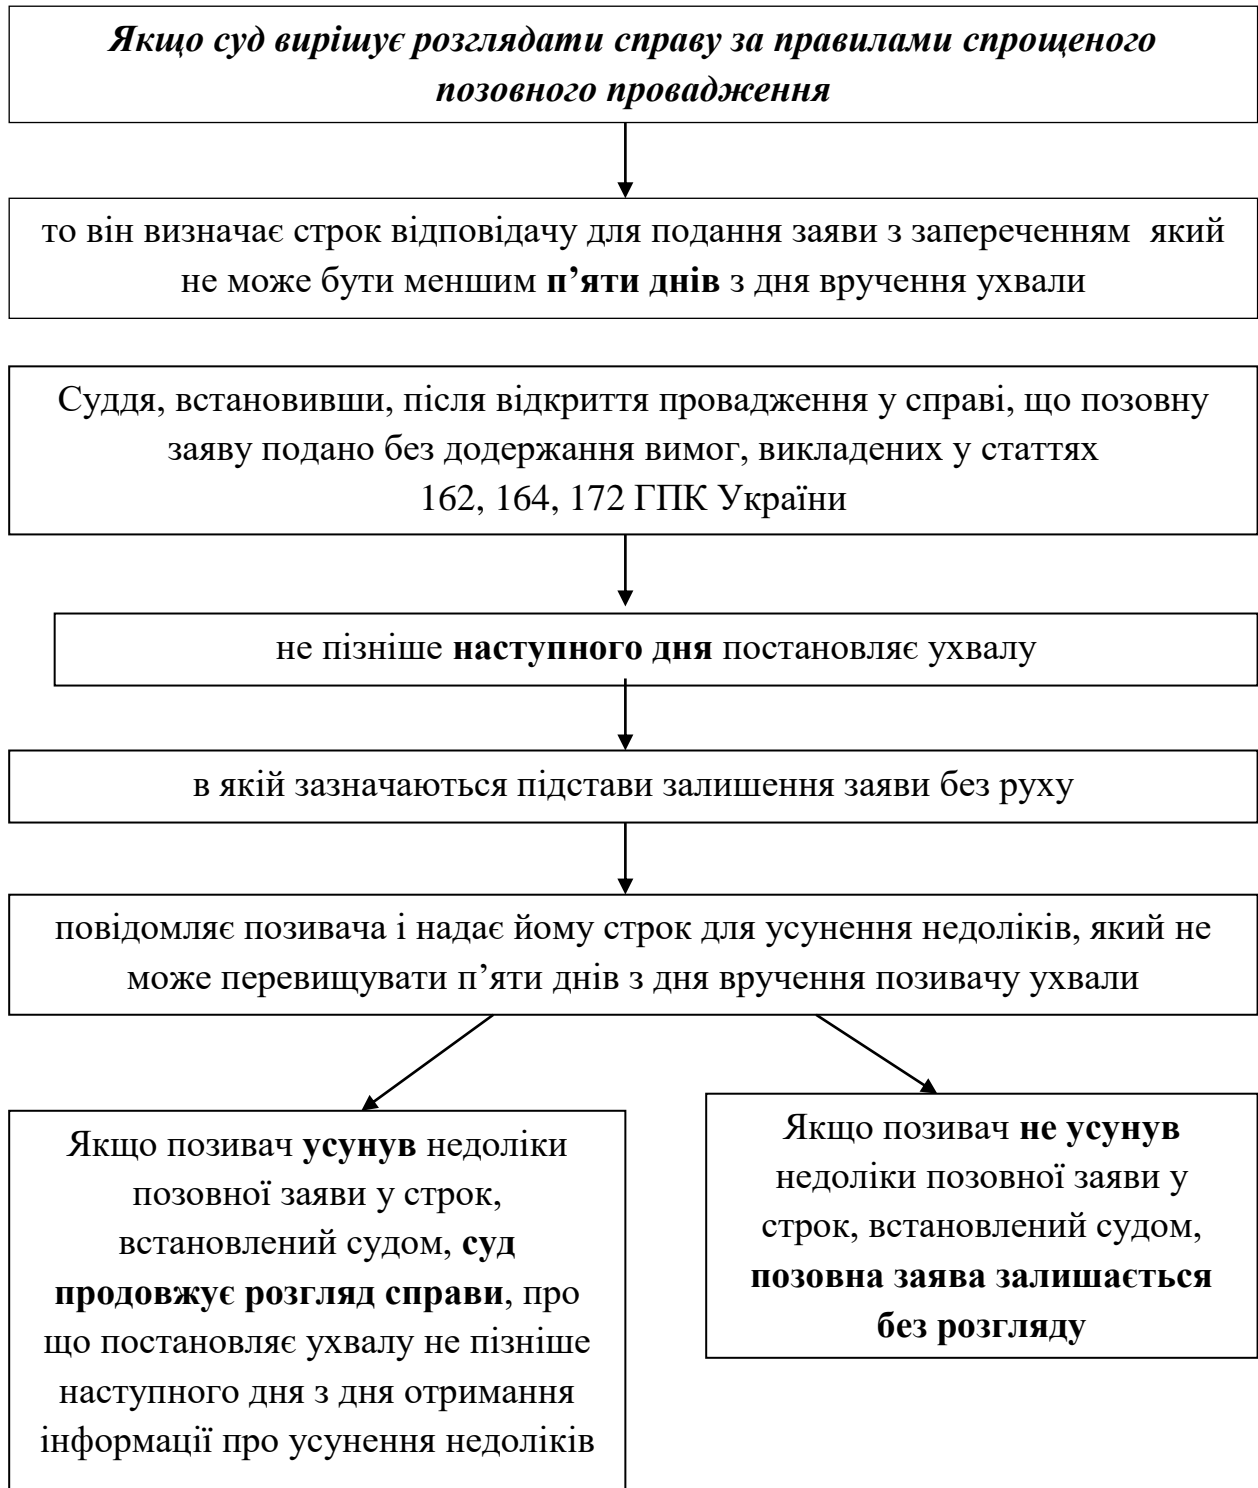 Якщо суд вирішує розглядати справу за правилами спрощеного
позовного провадження
то він визначає строк відповідачу для подання заяви з запереченням який
не може бути меншим п’яти днів з дня вручення ухвали
Суддя, встановивши, після відкриття провадження у справі, що позовну
заяву подано без додержання вимог, викладених у статтях
162, 164, 172 ГПК України
не пізніше наступного дня постановляє ухвалу
в якій зазначаються підстави залишення заяви без руху
повідомляє позивача і надає йому строк для усунення недоліків, який не
може перевищувати п’яти днів з дня вручення позивачу ухвали
Якщо позивач усунув недоліки
позовної заяви у строк,
встановлений судом, суд
продовжує розгляд справи, про
що постановляє ухвалу не пізніше
наступного дня з дня отримання
інформації про усунення недоліків
Якщо позивач не усунув
недоліки позовної заяви у
строк, встановлений судом,
позовна заява залишається
без розгляду